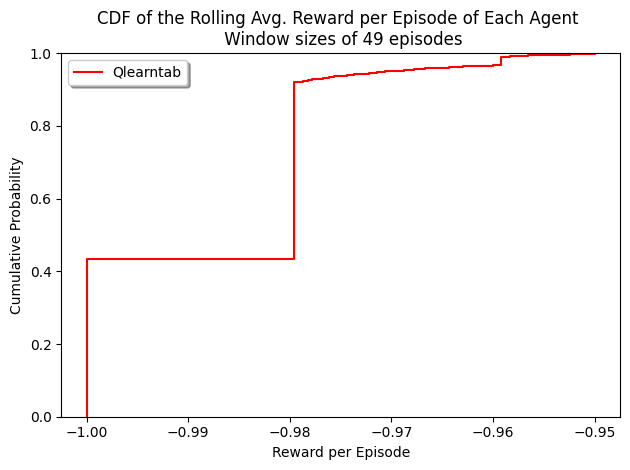 CDF of the Rolling Avg. Reward per Episode of Each Agent
Window sizes of 49 episodes
Qlearntab
Cumulative Probability
1.0
0.8
0.6
0.4
0.2
0.0
−1.00 −0.99 −0.98 −0.97 −0.96 −0.95
Reward per Episode